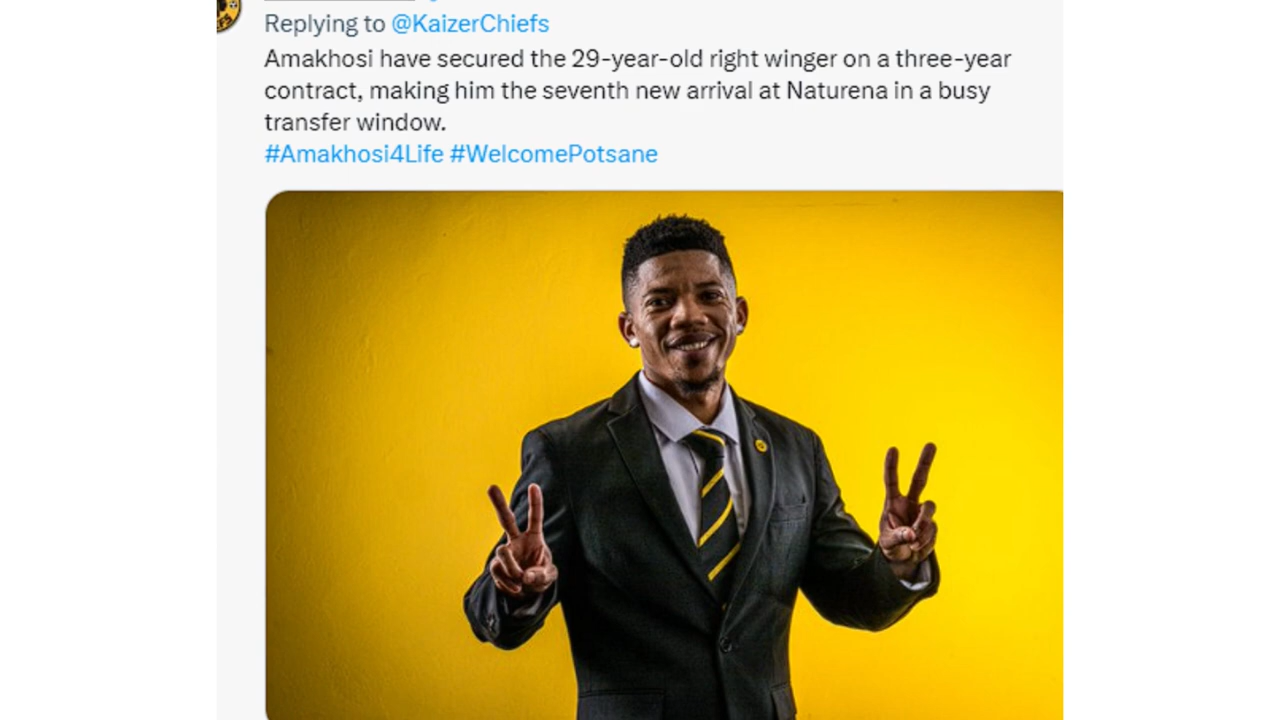 Replying to @KaizerChiefs
Amakhosi have secured the 29-year-old right winger on a three-year
contract, making him the seventh new arrival at Naturena in a busy
transfer window.
#Amakhosi4Life #WelcomePotsane